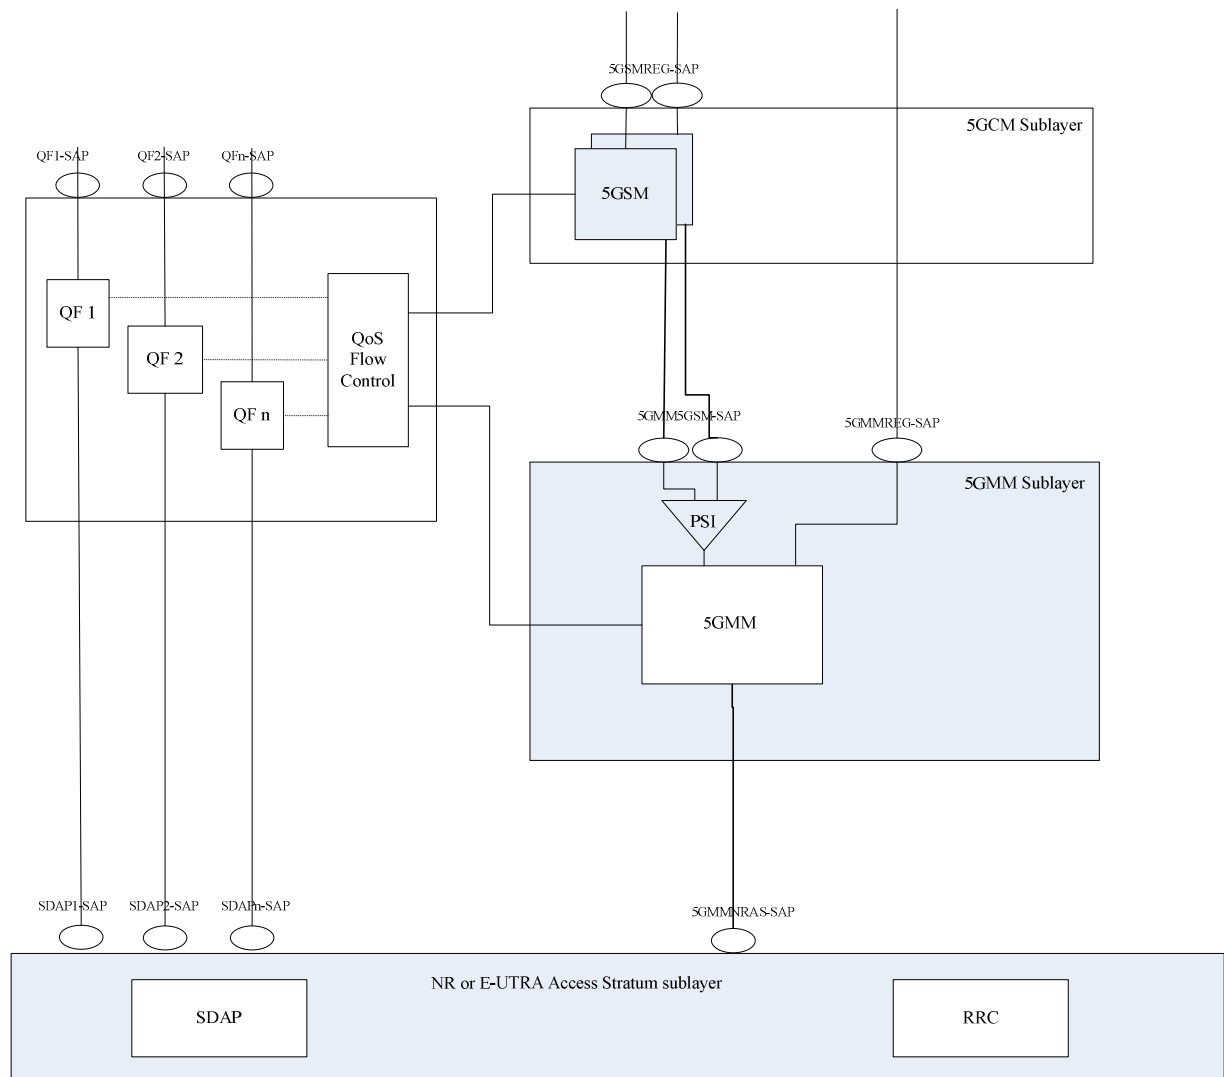 5GSMREG-SAP
5GCM Sublayer
QF1-SAP
QF2-SAP
QFn-SAP
5GSM
QF 1
QF 2
QF n
QoS
Flow
Control
5GMM5GSM-SAP
5GMMREG-SAP
5GMM Sublayer
PSI
5GMM
SDAP1-SAP
SDAP2-SAP
SDAPn-SAP
5GMMNRAS-SAP
NR or E-UTRA Access Stratum sublayer
SDAP
RRC